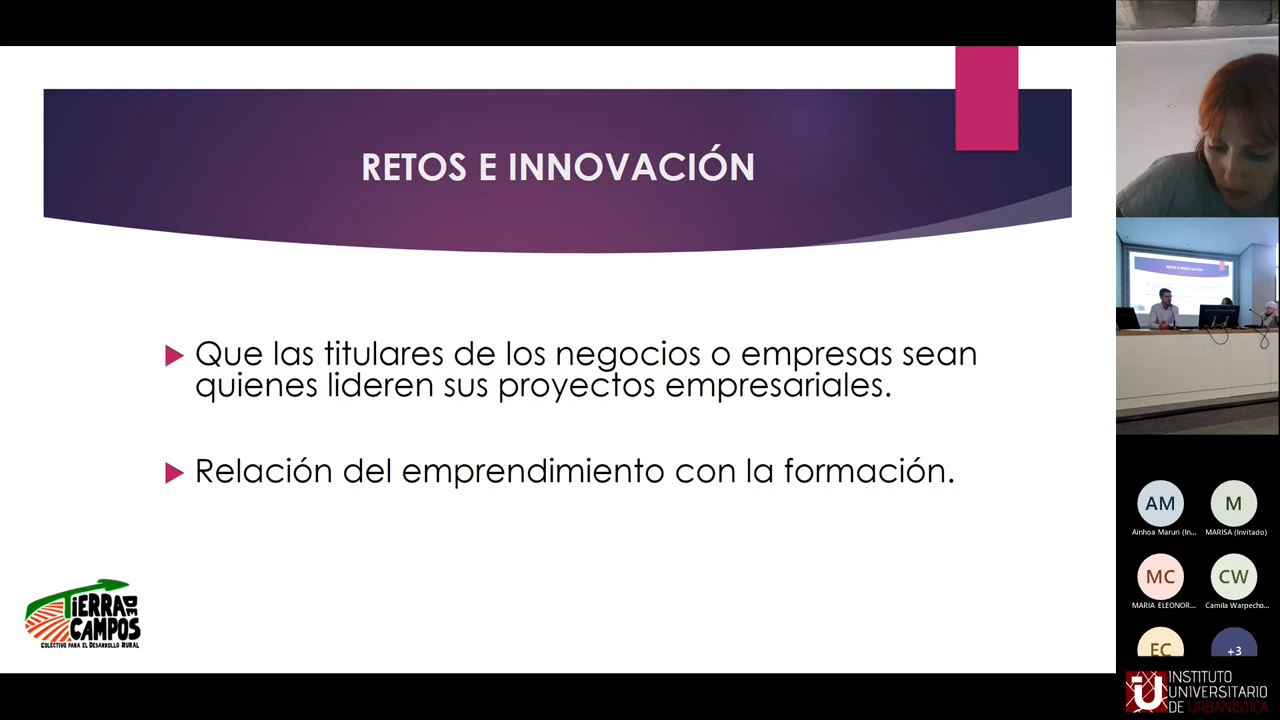 RETOS E INNOVACIÓN
Que las titulares de los negocios o empresas sean
quienes lideren sus proyectos empresariales.
Relación del emprendimiento con la formación.
TIERRA DE
CAMPOS
COLECTIVO PARA EL DESARROLLO RURAL
RETOS E INNOVACIÓN
AM
M
Ainhoa Maruri (In...
MARISA (Invitado)
MC
CW
MARIA ELEONOR...
Camila Warpecho...
EC
+3
INSTITUTO
UNIVERSITARIO
DE URBANÍSTICA